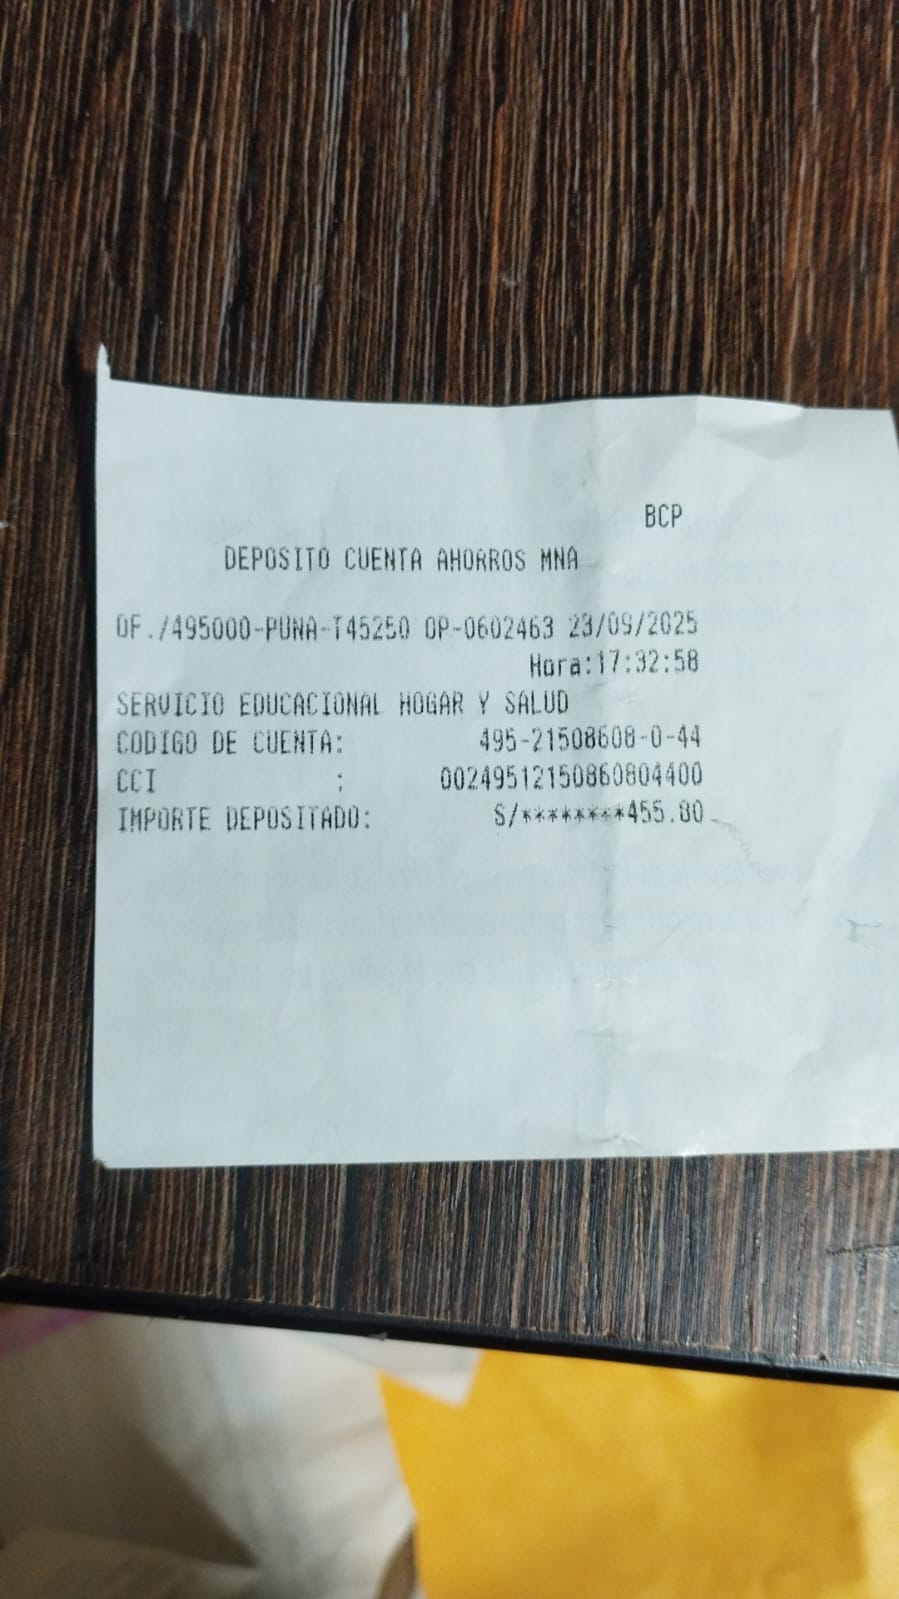 BCP
DEPOSITO CUENTA AHORROS MNA
OF./495000-PUNA-T45250 OP-0602463 23/09/2025
Hora:17:32:58
SERVICIO EDUCACIONAL HOGAR Y SALUD
CODIGO DE CUENTA: 495-21508608-0-44
CCI : 00249512150860804400
IMPORTE DEPOSITADO: S/********455.80